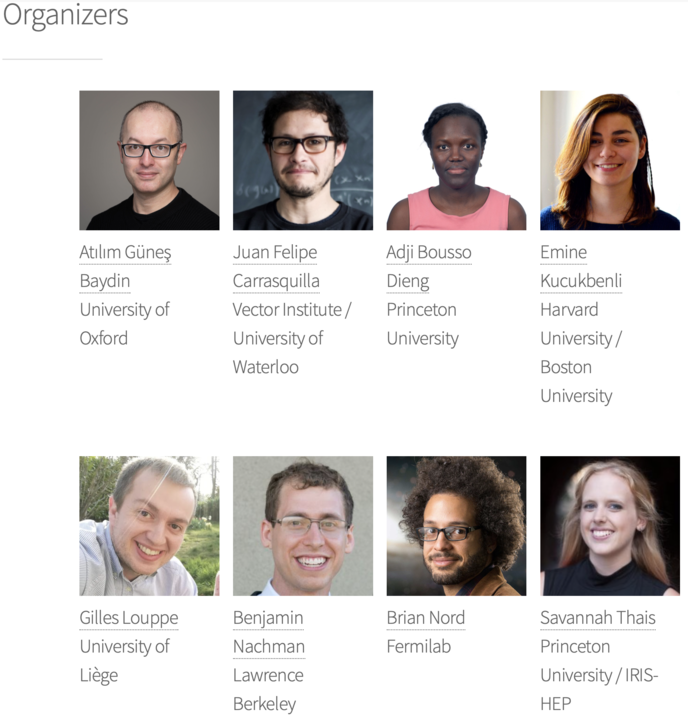 Organizers
Atılım Güneş
Baydin
University of
Oxford
Juan Felipe
Carrasquilla
Vector Institute /
University of
Waterloo
Adji Bousso
Dieng
Princeton
University
Emine
Kucukbenli
Harvard
University /
Boston
University
Gilles Louppe
University of
Liège
Benjamin
Nachman
Lawrence
Berkeley
Brian Nord
Fermilab
Savannah Thais
Princeton
University / IRIS-
HEP